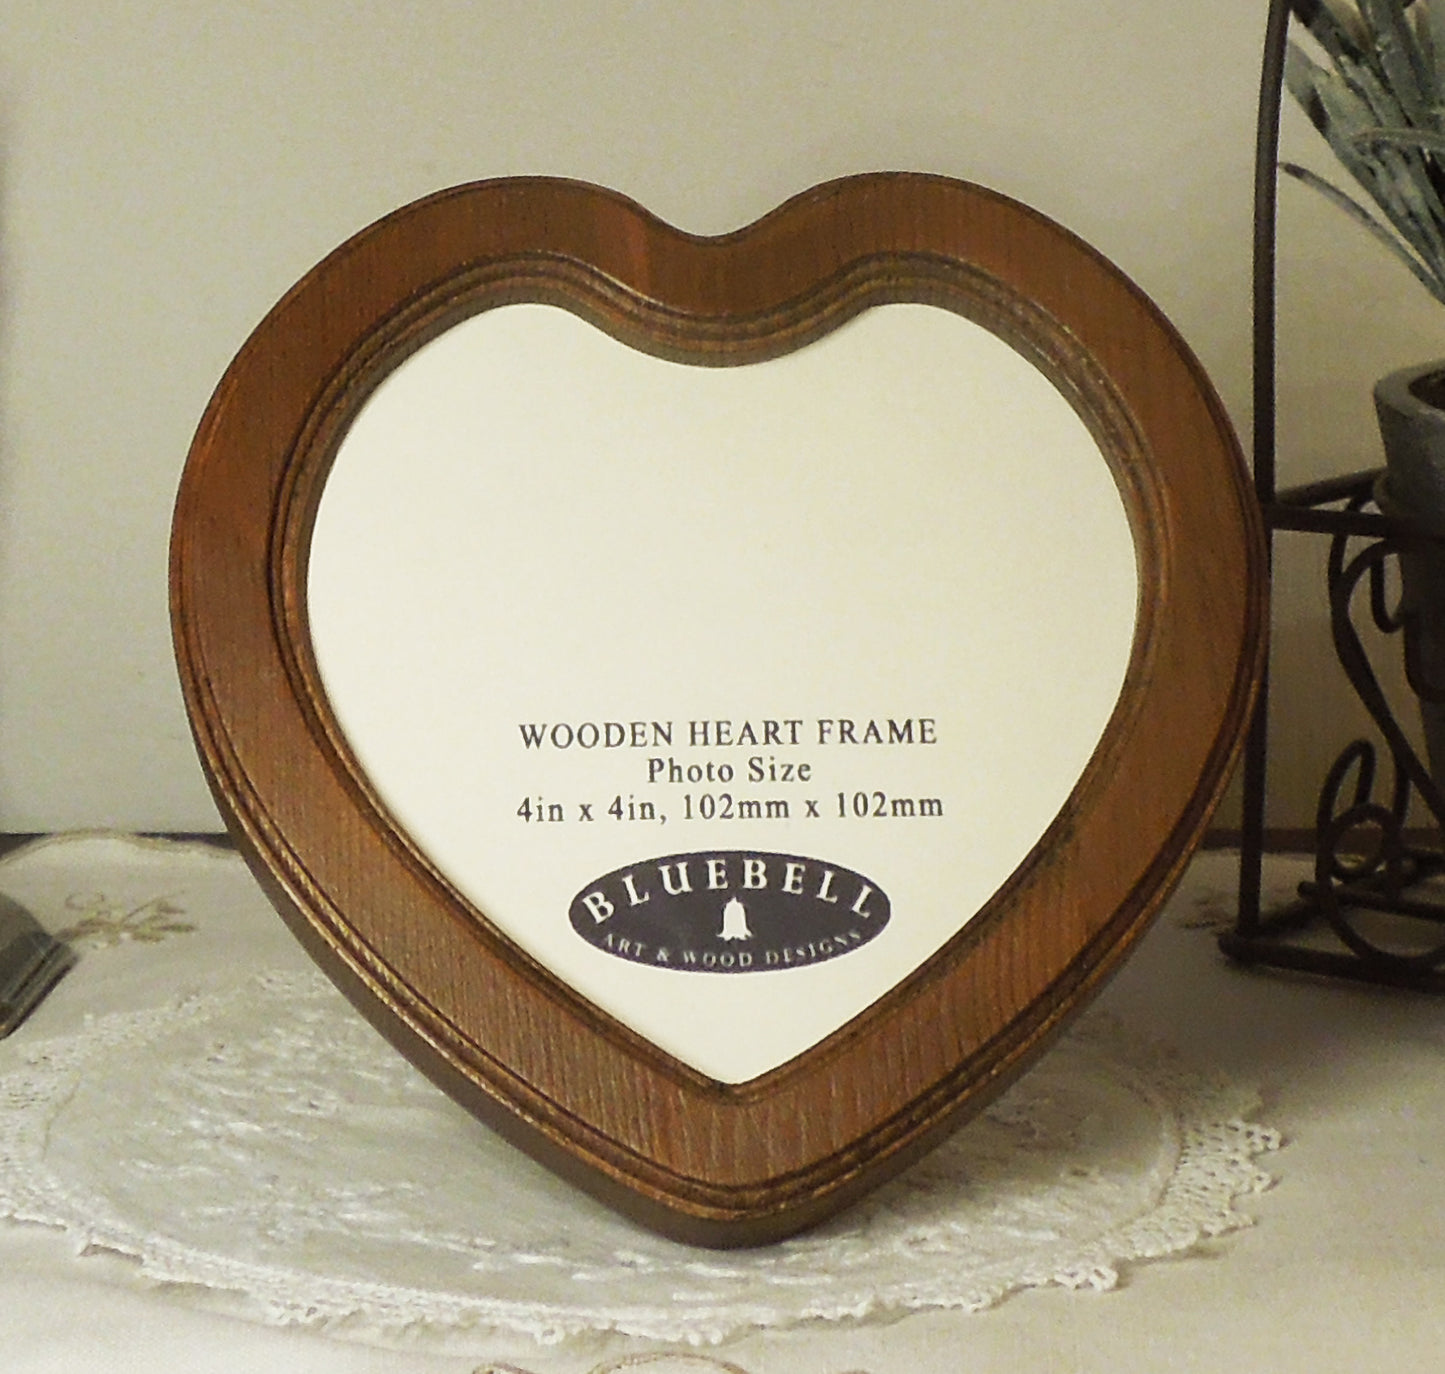 WOODEN HEART FRAME
Photo Size
4in x 4in, 102mm x 102mm
BLUEBELL
ART & WOOD DESIGNS